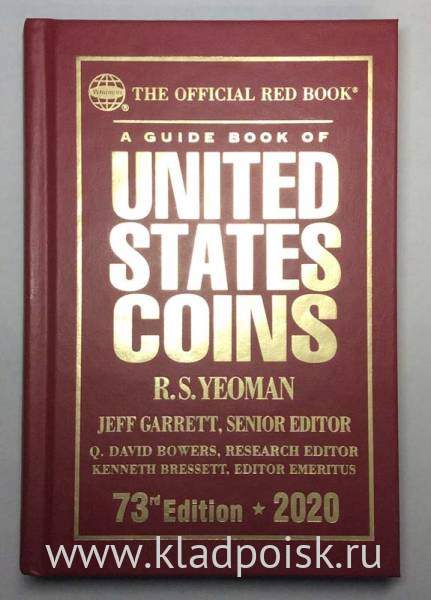 Whitman®
THE OFFICIAL RED BOOK®
A GUIDE BOOK OF
UNITED
STATES
COINS
R.S. YEOMAN
JEFF GARRETT, SENIOR EDITOR
Q. DAVID BOWERS, RESEARCH EDITOR
KENNETH BRESSETT, EDITOR EMERITUS
73rd Edition ★ 2020
www.kladpoisk.ru